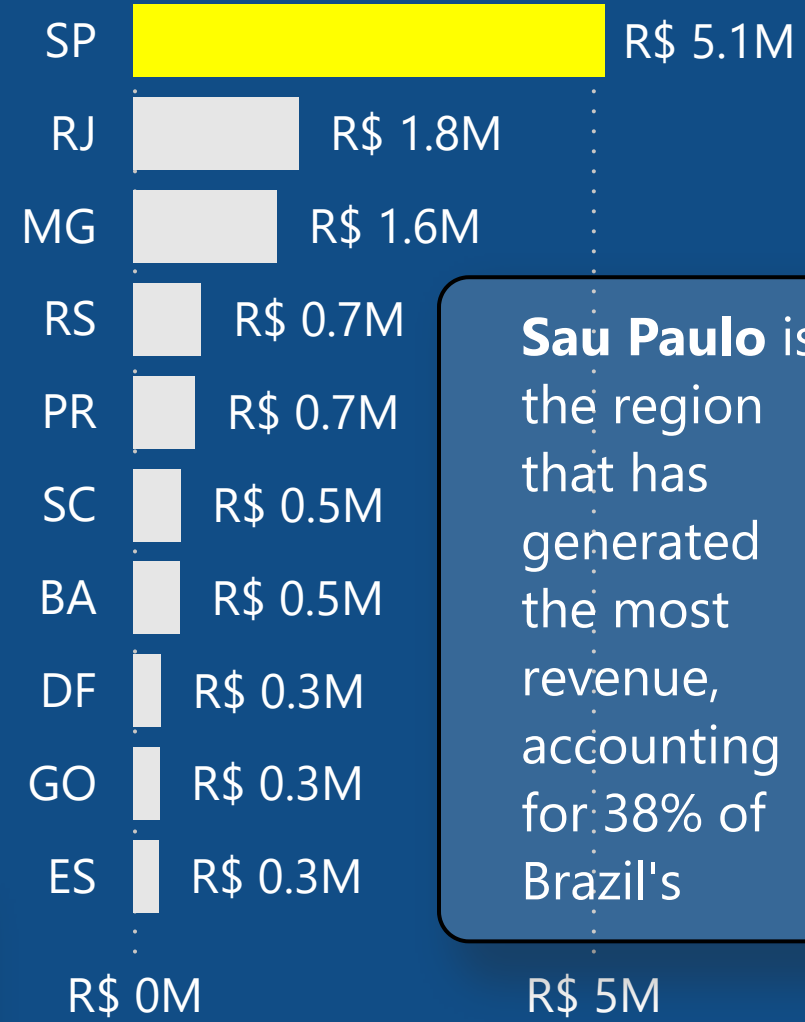 SP R$ 5.1M
RJ R$ 1.8M
MG R$ 1.6M
RS R$ 0.7M
PR R$ 0.7M
SC R$ 0.5M
BA R$ 0.5M
DF R$ 0.3M
GO R$ 0.3M
ES R$ 0.3M
R$ 0M R$ 5M
Sau Paulo is
the region
that has
generated
the most
revenue,
accounting
for 38% of
Brazil's